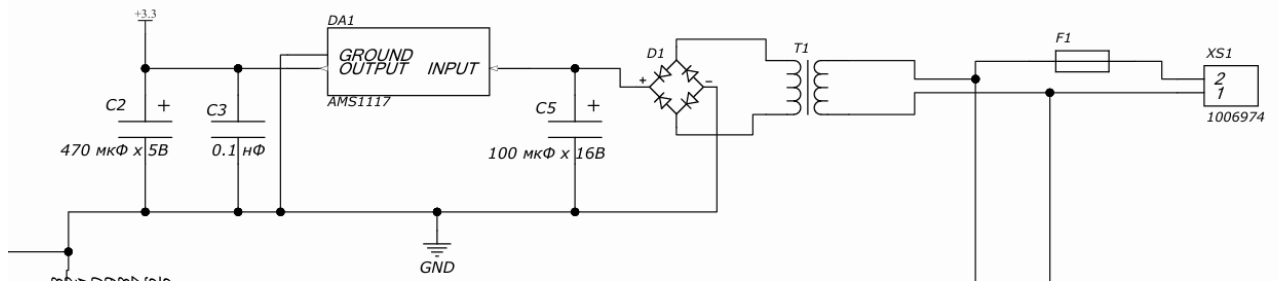 +3.3
DA1
GROUND
OUTPUT INPUT
AMS1117
D1
+ -
T1
F1
XS1
2
1
1006974
C2 +
470 мкФ x 5В
C3
0.1 нФ
C5 +
100 мкФ x 16В
GND